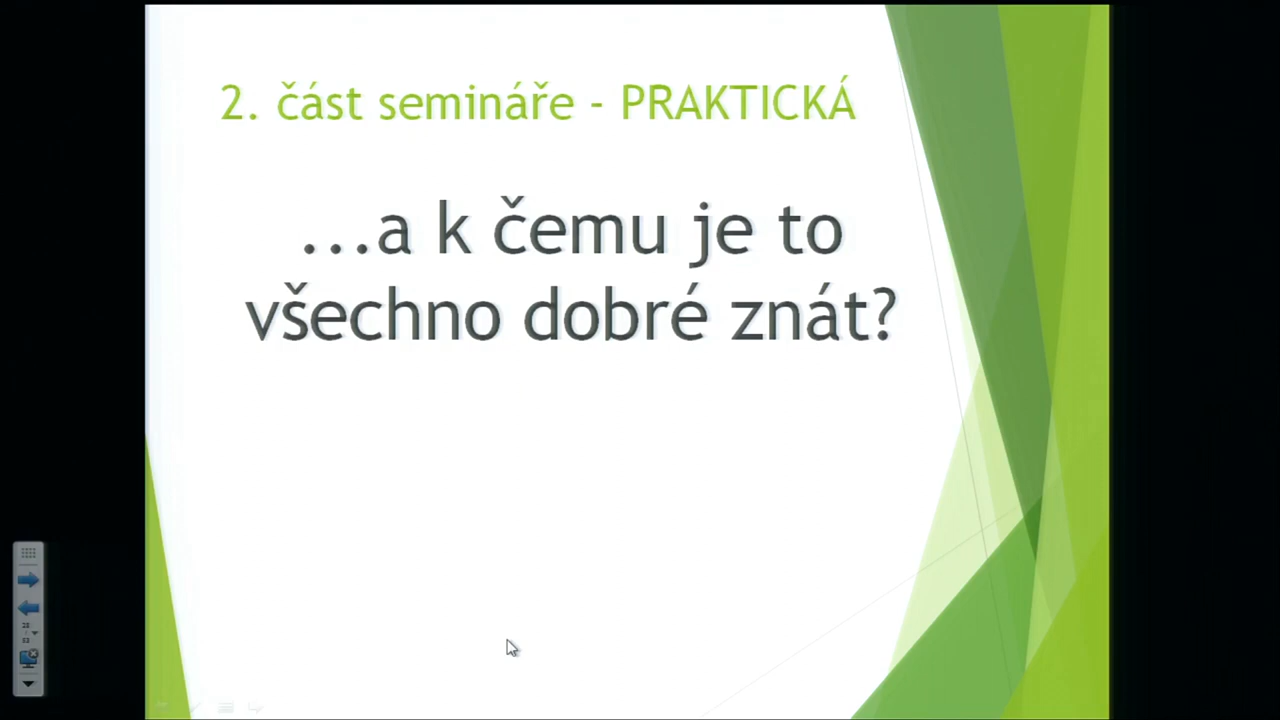 2. část semináře - PRAKTICKÁ
...a k čemu je to
všechno dobré znát?